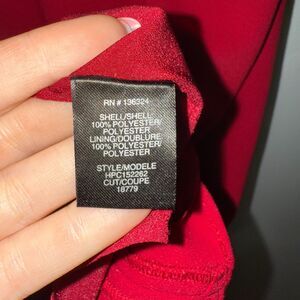 RN # 136324
SHELL/SHELL:
100% POLYESTER/
POLYESTER
LINING/DOUBLURE:
100% POLYESTER/
POLYESTER
STYLE/MODELE
HPC152262
CUT/COUPE
18779